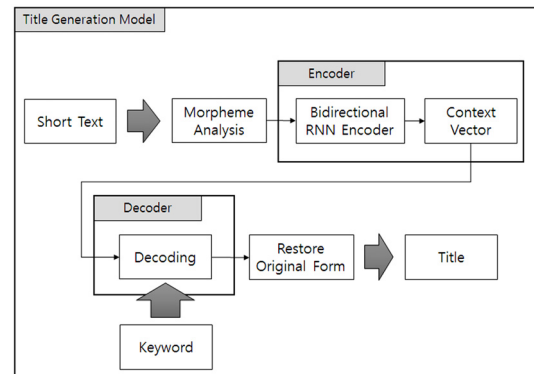 Title Generation Model
Encoder
Short Text
Morpheme
Analysis
Bidirectional
RNN Encoder
Context
Vector
Decoder
Decoding
Restore
Original Form
Title
Keyword